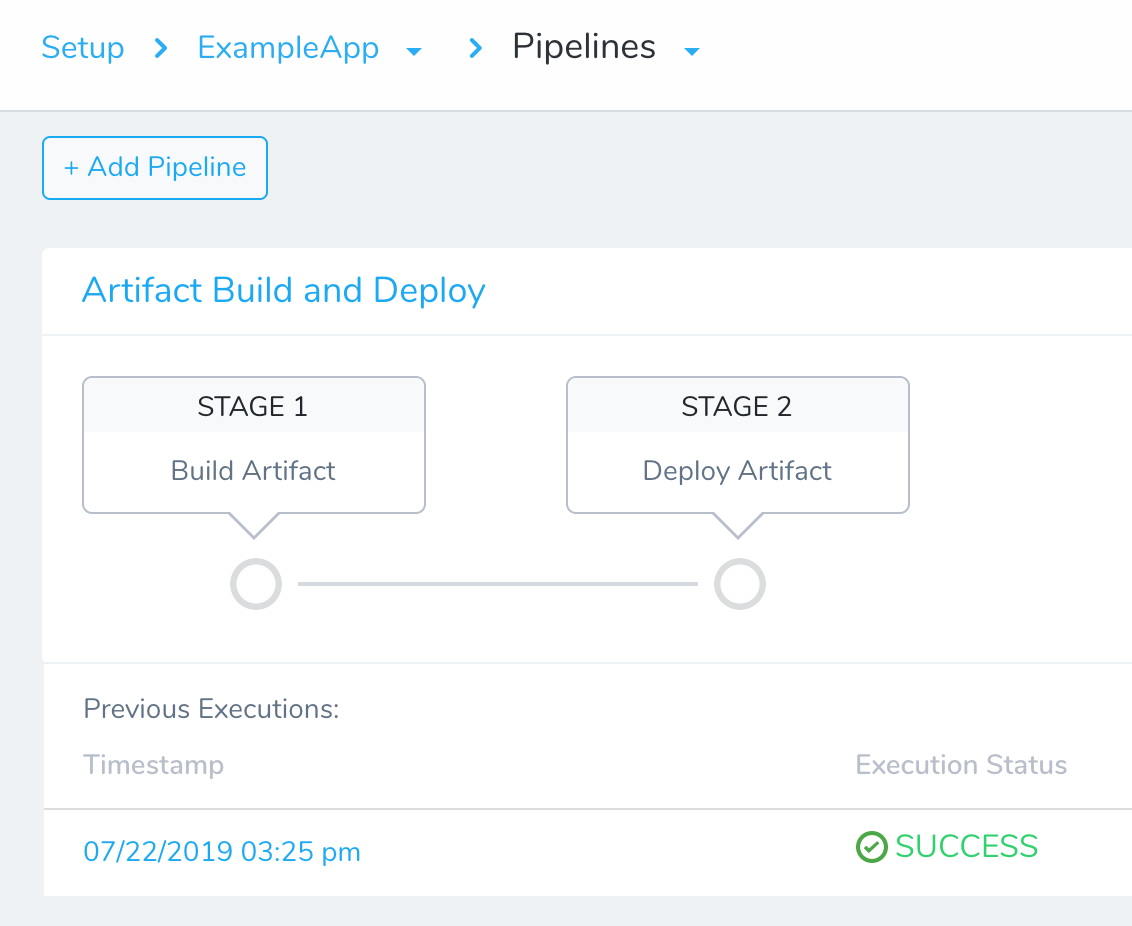 Setup ExampleApp Pipelines
+ Add Pipeline
Artifact Build and Deploy
STAGE 1 STAGE 2
Build Artifact Deploy Artifact
Previous Executions:
Timestamp Execution Status
07/22/2019 03:25 pm SUCCESS